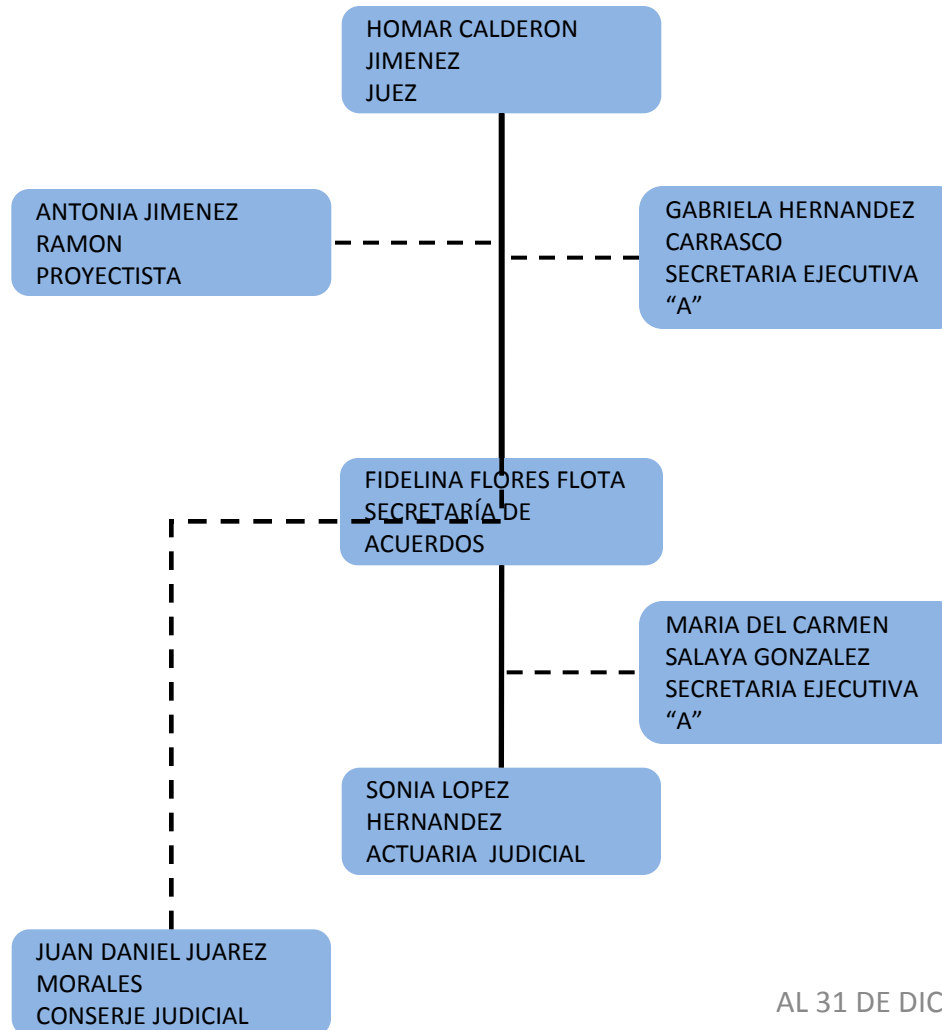 HOMAR CALDERON
JIMENEZ
JUEZ
ANTONIA JIMENEZ
RAMON
PROYECTISTA
GABRIELA HERNANDEZ
CARRASCO
SECRETARIA EJECUTIVA
“A”
FIDELINA FLORES FLOTA
SECRETARÍA DE
ACUERDOS
MARIA DEL CARMEN
SALAYA GONZALEZ
SECRETARIA EJECUTIVA
“A”
SONIA LOPEZ
HERNANDEZ
ACTUARIA JUDICIAL
JUAN DANIEL JUAREZ
MORALES
CONSERJE JUDICIAL
AL 31 DE DIC